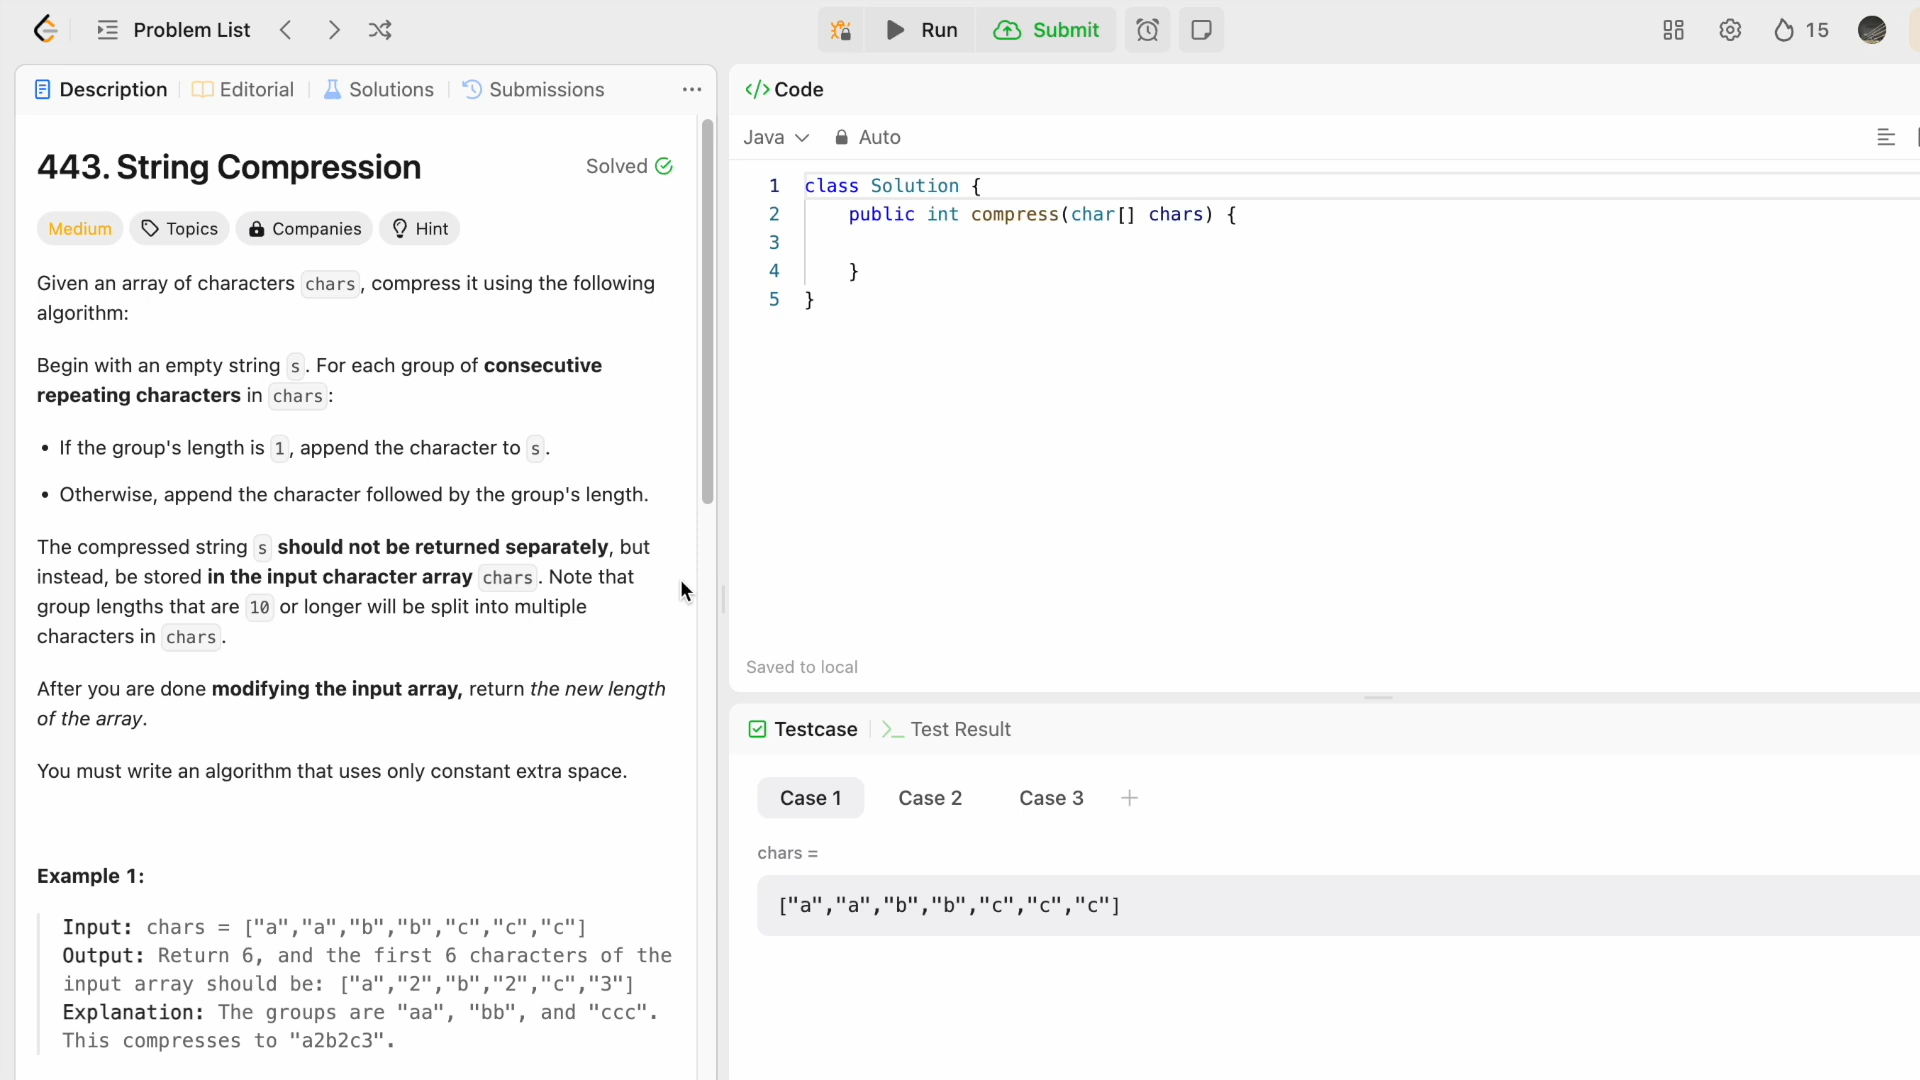 Problem List
Run
Submit
15
Description
Editorial
Solutions
Submissions
443. String Compression
Solved
Medium
Topics
Companies
Hint
Given an array of characters chars, compress it using the following
algorithm:
Begin with an empty string s. For each group of consecutive
repeating characters in chars:
• If the group's length is 1, append the character to s.
• Otherwise, append the character followed by the group's length.
The compressed string s should not be returned separately, but
instead, be stored in the input character array chars. Note that
group lengths that are 10 or longer will be split into multiple
characters in chars.
After you are done modifying the input array, return the new length
of the array.
You must write an algorithm that uses only constant extra space.
Example 1:
Input: chars = ["a","a","b","b","c","c","c"]
Output: Return 6, and the first 6 characters of the
input array should be: ["a","2","b","2","c","3"]
Explanation: The groups are "aa", "bb", and "ccc".
This compresses to "a2b2c3".
</> Code
Java
Auto
1 class Solution {
2 public int compress(char[] chars) {
3
4 }
5 }
Saved to local
Testcase
>_ Test Result
Case 1
Case 2
Case 3
+
chars =
["a","a","b","b","c","c","c"]